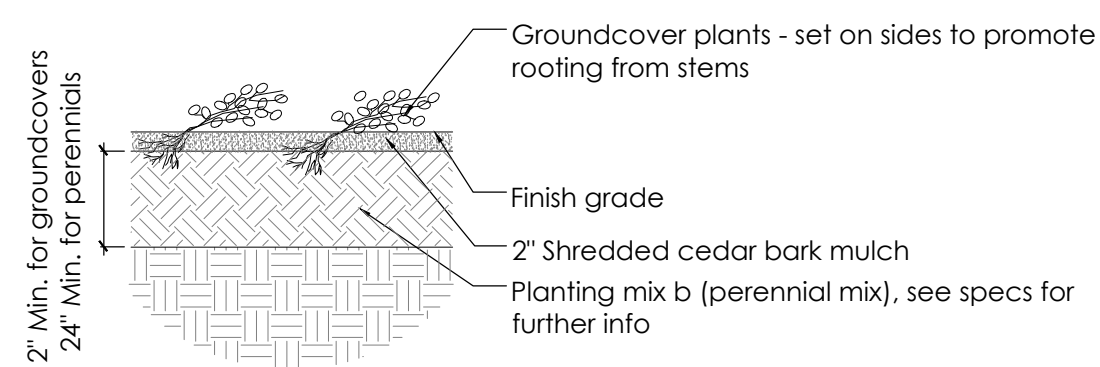 2" Min. for groundcovers
24" Min. for perennials
Groundcover plants - set on sides to promote
rooting from stems
Finish grade
2" Shredded cedar bark mulch
Planting mix b (perennial mix), see specs for
further info